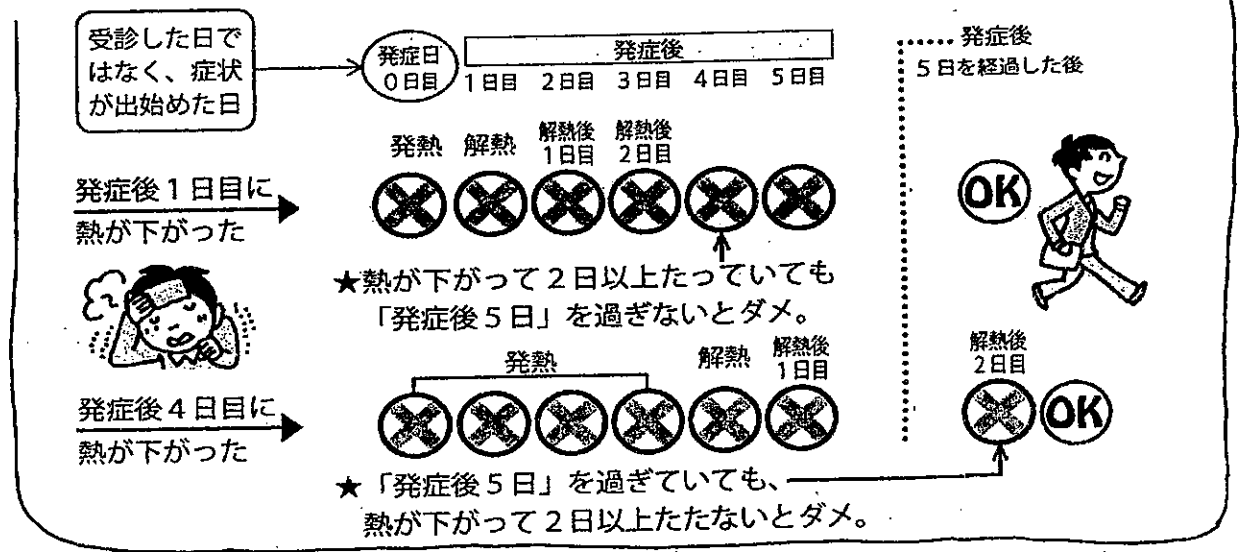 受診した日で
はなく、症状
が出始めた日
発症日
0日目
発症後
1日目 2日目 3日目 4日目 5日目
発症後
5日を経過した後
発熱 解熱 解熱後1日目 解熱後2日目
発症後1日目に
熱が下がった
OK
★熱が下がって2日以上たっていても
「発症後5日」を過ぎないとダメ。
発熱 解熱 解熱後1日目 解熱後2日目
発症後4日目に
熱が下がった
OK
★「発症後5日」を過ぎていても、
熱が下がって2日以上たたないとダメ。